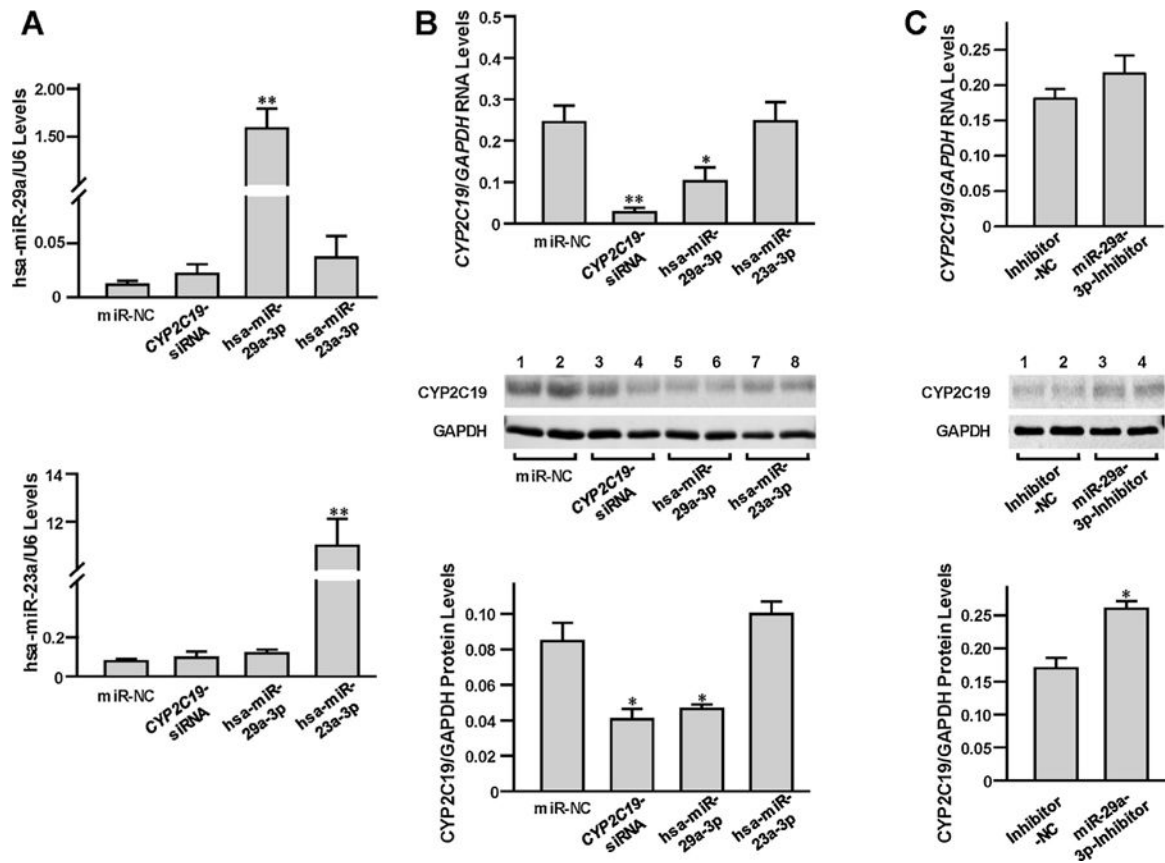 A
hsa-miR-29a/U6 Levels
2.00
1.50
0.05
0
**
miR-NC
CYP2C19-
siRNA
hsa-miR-
29a-3p
hsa-miR-
23a-3p
hsa-miR-23a/U6 Levels
14
12
0.2
0
**
miR-NC
CYP2C19-
siRNA
hsa-miR-
29a-3p
hsa-miR-
23a-3p
B
CYP2C19/GAPDH RNA Levels
0.5
0.4
0.3
0.2
0.1
0
**
*
miR-NC
CYP2C19-
siRNA
hsa-miR-
29a-3p
hsa-miR-
23a-3p
1 2 3 4 5 6 7 8
CYP2C19
GAPDH
miR-NC
CYP2C19-
siRNA
hsa-miR-
29a-3p
hsa-miR-
23a-3p
CYP2C19/GAPDH Protein Levels
0.10
0.08
0.06
0.04
0.02
0
*
*
miR-NC
CYP2C19-
siRNA
hsa-miR-
29a-3p
hsa-miR-
23a-3p
C
CYP2C19/GAPDH RNA Levels
0.20
0.25
0.15
0.10
0.05
0
Inhibitor
-NC
miR-29a-
3p-Inhibitor
1 2 3 4
CYP2C19
GAPDH
Inhibitor
-NC
miR-29a-
3p-Inhibitor
CYP2C19/GAPDH Protein Levels
0.25
0.20
0.15
0.10
0.05
0
*
Inhibitor
-NC
miR-29a-
3p-Inhibitor